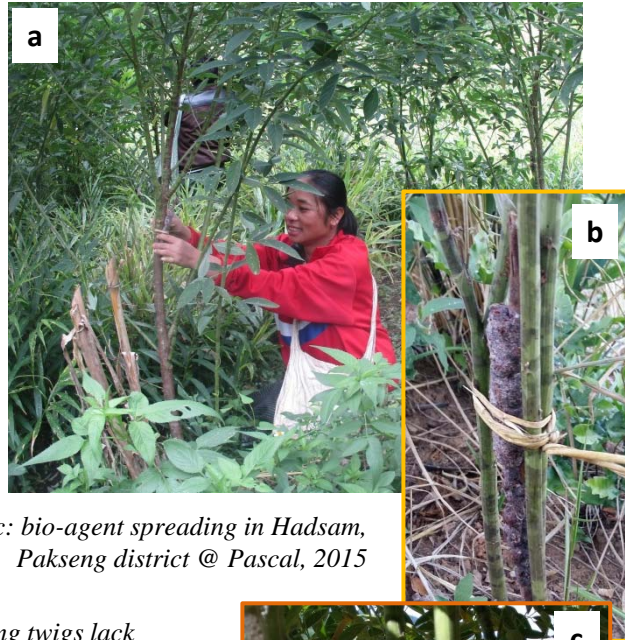 a
b
c: bio-agent spreading in Hadsam,
Pakseng district @ Pascal, 2015
ng twigs lack
c